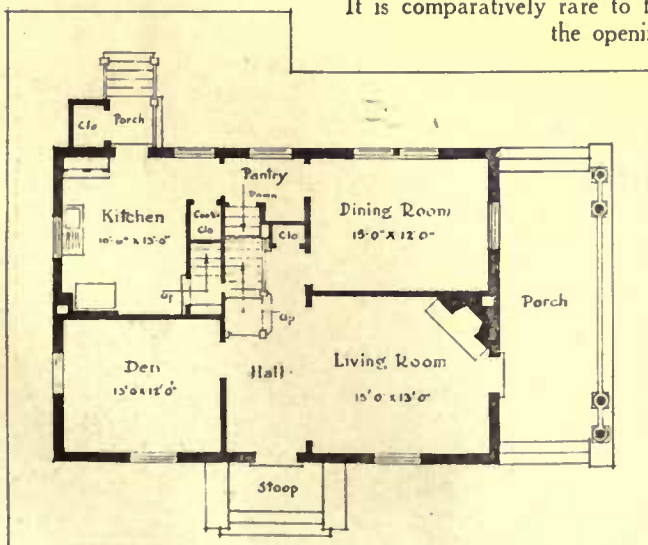 It is comparatively rare to
the openi
Clo
Porch
Pantry
Down
Kitchen
10'-0" x 13'-0"
Coats
Clo
Clo
Dining Room
15'-0" x 12'-0"
Porch
Up
Up
Den
13'0 x 12'0"
Hall
Living Room
15'0" x 13'0"
Stoop